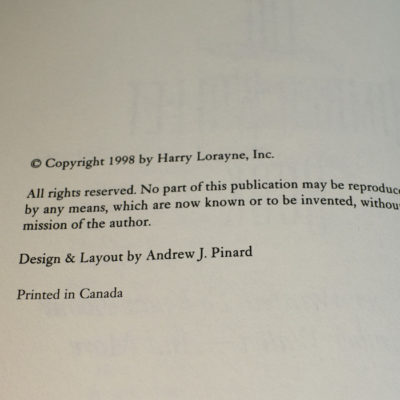 © Copyright 1998 by Harry Lorayne, Inc.
All rights reserved. No part of this publication may be
by any means, which are now known or to be invented,
mission of the author.
Design & Layout by Andrew J. Pinard
Printed in Canada